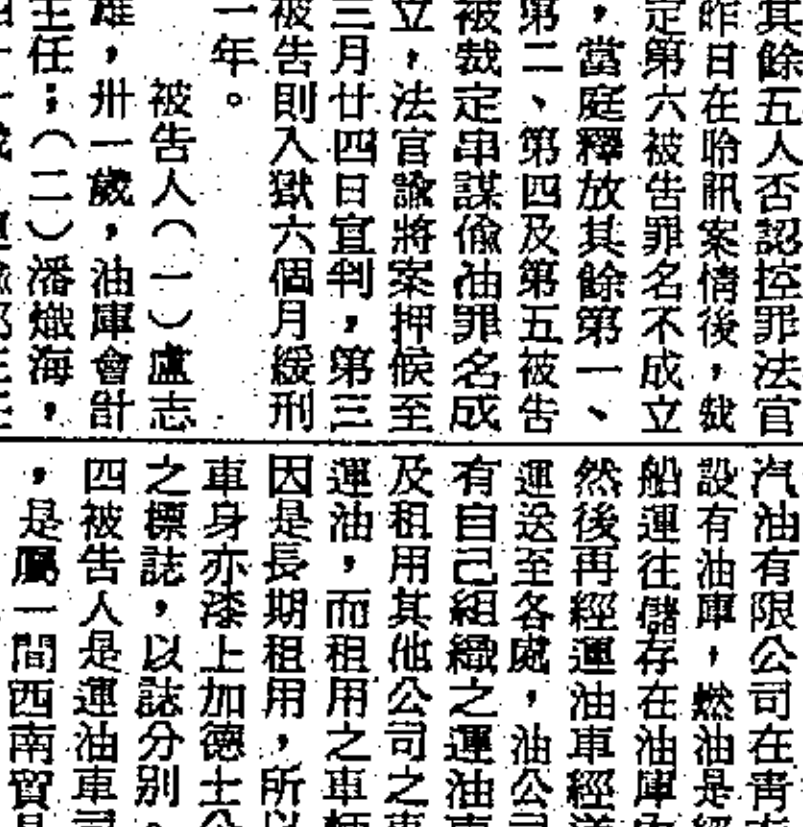 其餘五人否認控罪法官
昨日在聆訊案情後，裁
定第六被告罪名不成立
，當庭釋放其餘第一、
第二、第四及第五被告
被裁定串謀偷油罪名成
立，法官諭將案押候至
三月廿四日宣判，第三
被告則入獄六個月緩刑
一年。
被告人（一）盧志
雄，卅一歲，油庫會計
主任；（二）潘熾海，
汽油有限公司在青
設有油庫，燃油是經
船運往儲存在油庫
然後再經運油車經
運送至各處，油公司
有自己組織之運油車
及租用其他公司之車
運油，而租用之車輛
因是長期租用，所以
車身亦漆上加德士公
之標誌，以誌分別。
四被告人是運油車司
，是屬一間西南貿易